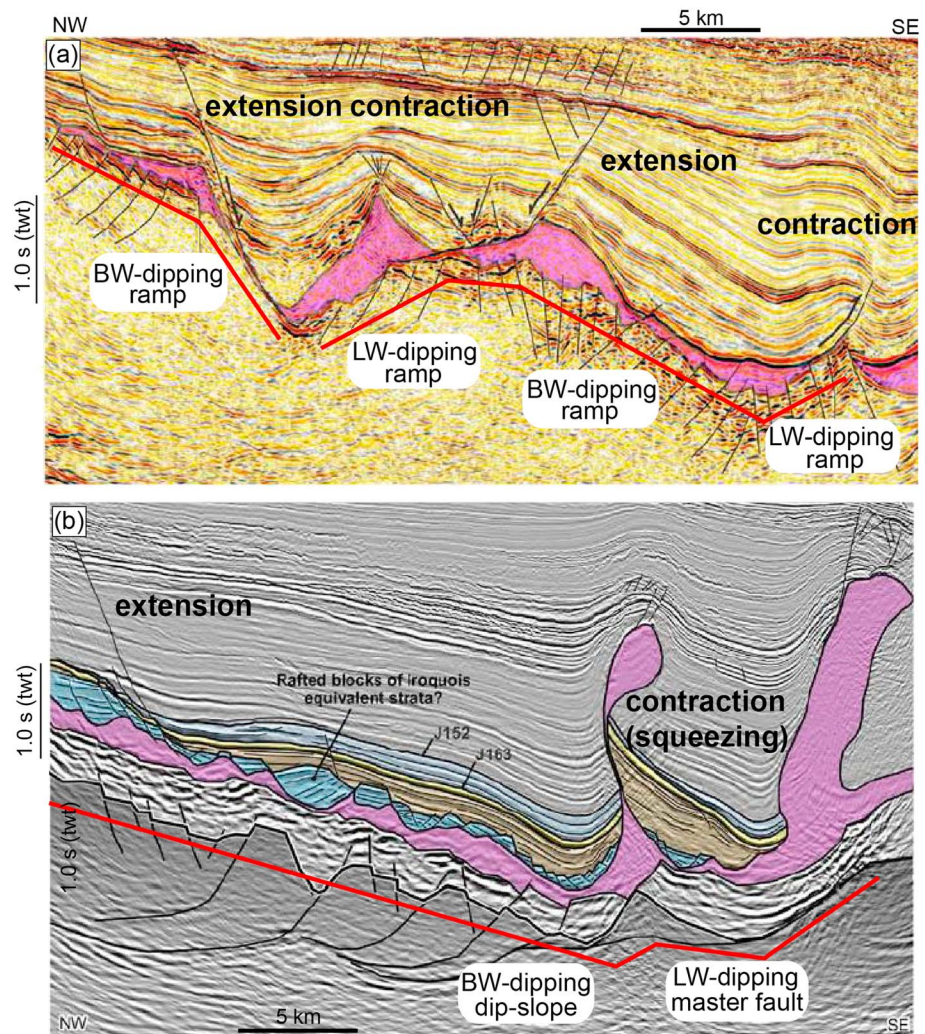 NW
5 km
SE
(a)
extension contraction
extension
contraction
1.0 s (twt)
BW-dipping
ramp
LW-dipping
ramp
BW-dipping
ramp
LW-dipping
ramp
(b)
extension
Rafted blocks of Iroquois
equivalent strata?
contraction
(squeezing)
J152
J163
1.0 s (twt)
1.0 s (twt)
BW-dipping
dip-slope
LW-dipping
master fault
NW
5 km
SE